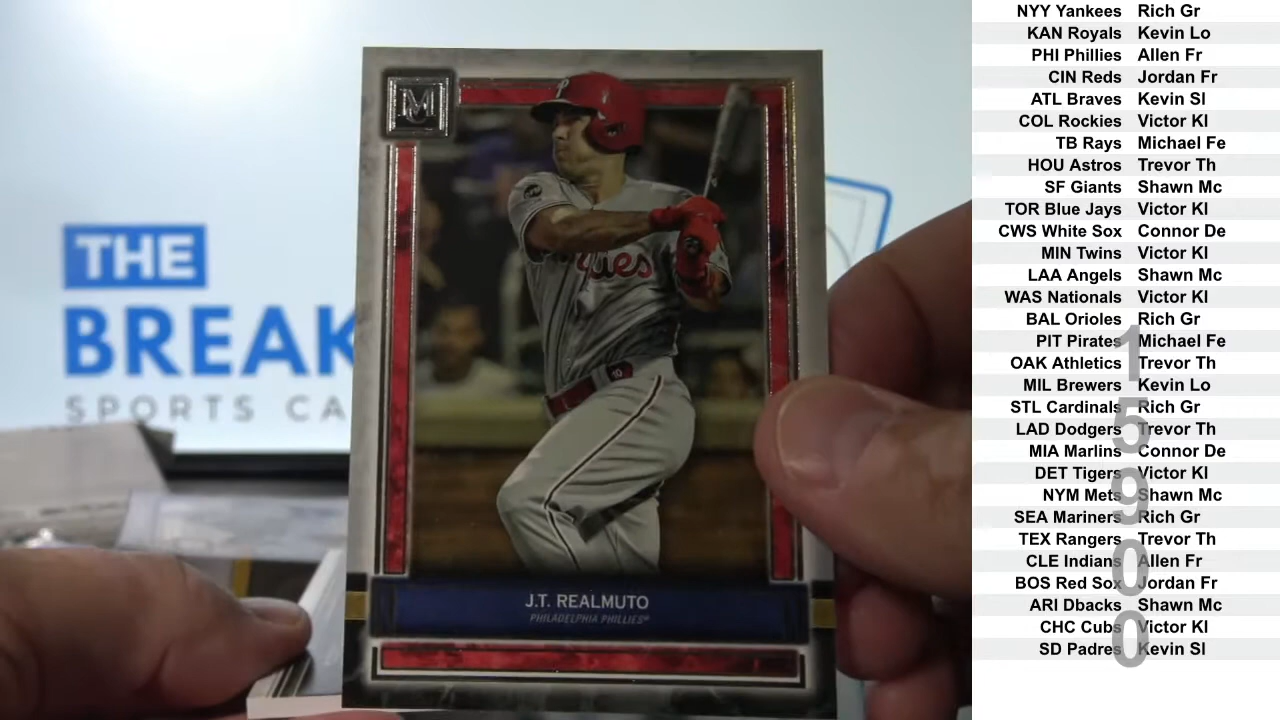 THE
BREAK
SPORTS CA
M
P
ues
J.T. REALMUTO
PHILADELPHIA PHILLIES
NYY Yankees Rich Gr
KAN Royals Kevin Lo
PHI Phillies Allen Fr
CIN Reds Jordan Fr
ATL Braves Kevin Sl
COL Rockies Victor Kl
TB Rays Michael Fe
HOU Astros Trevor Th
SF Giants Shawn Mc
TOR Blue Jays Victor Kl
CWS White Sox Connor De
MIN Twins Victor Kl
LAA Angels Shawn Mc
WAS Nationals Victor Kl
BAL Orioles Rich Gr
PIT Pirates Michael Fe
OAK Athletics Trevor Th
MIL Brewers Kevin Lo
STL Cardinals Rich Gr
LAD Dodgers Trevor Th
MIA Marlins Connor De
DET Tigers Victor Kl
NYM Mets Shawn Mc
SEA Mariners Rich Gr
TEX Rangers Trevor Th
CLE Indians Allen Fr
BOS Red Sox Jordan Fr
ARI Dbacks Shawn Mc
CHC Cubs Victor Kl
SD Padres Kevin Sl
1
5
9
0
0